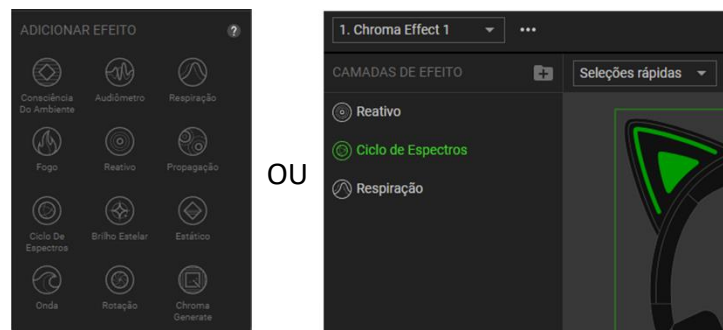 ADICIONAR EFEITO ?
Consciência Do Ambiente
Audiômetro
Respiração
Fogo
Reativo
Propagação
Ciclo De Espectros
Brilho Estelar
Estático
Onda
Rotação
Chroma Generate
OU
1. Chroma Effect 1
CAMADAS DE EFEITO
Seleções rápidas
Reativo
Ciclo de Espectros
Respiração